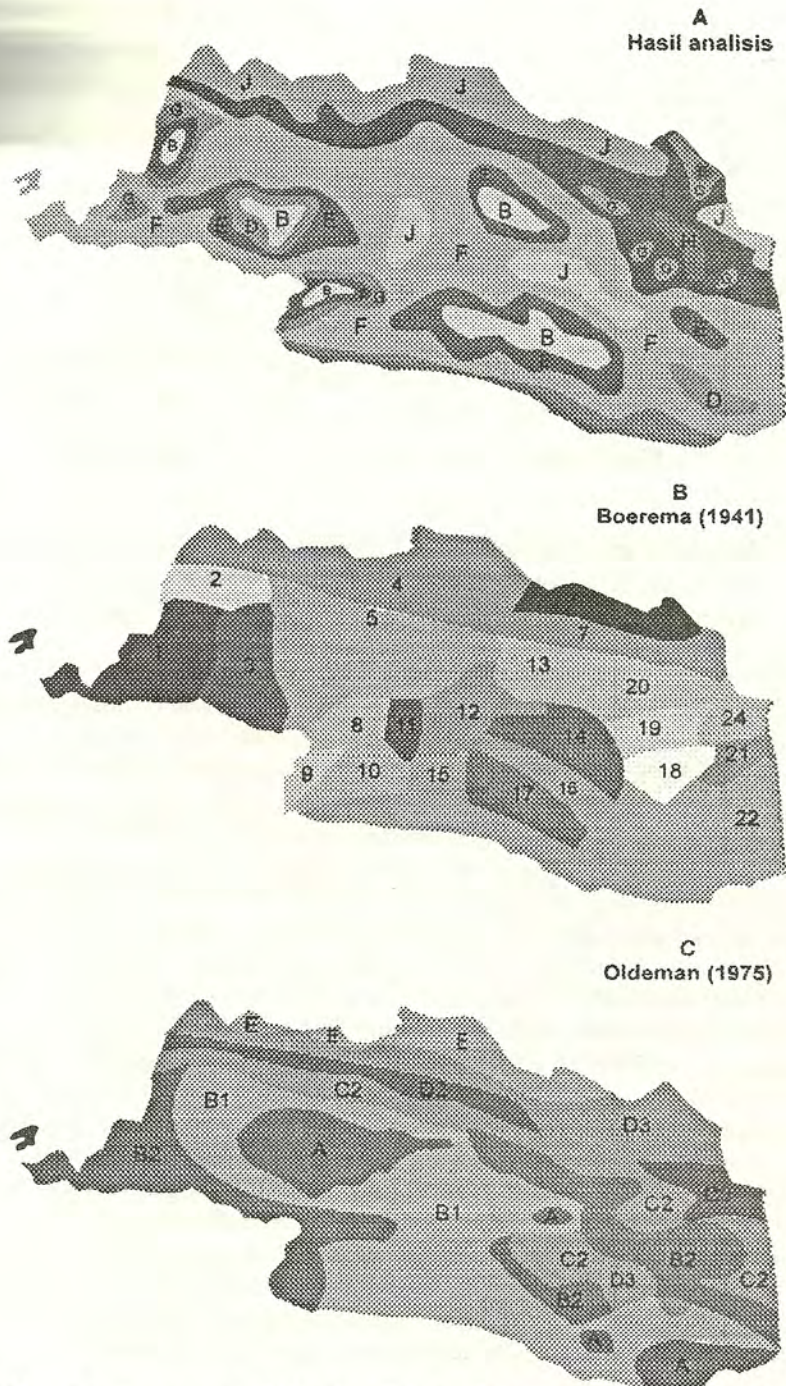 A
Hasil analisis
J
J
G
B
J
G
J
G
F
E
D
B
E
J
B
F
J
H
G
G
G
B
G
F
B
F
E
D
B
Boerema (1941)
2
4
5
7
1
3
13
20
8
11
12
14
19
24
21
9
10
15
17
16
18
22
C
Oldeman (1975)
E
E
E
B1
C2
D2
D3
B2
A
C2
B1
A
C2
B2
D3
B2
C2
A
A